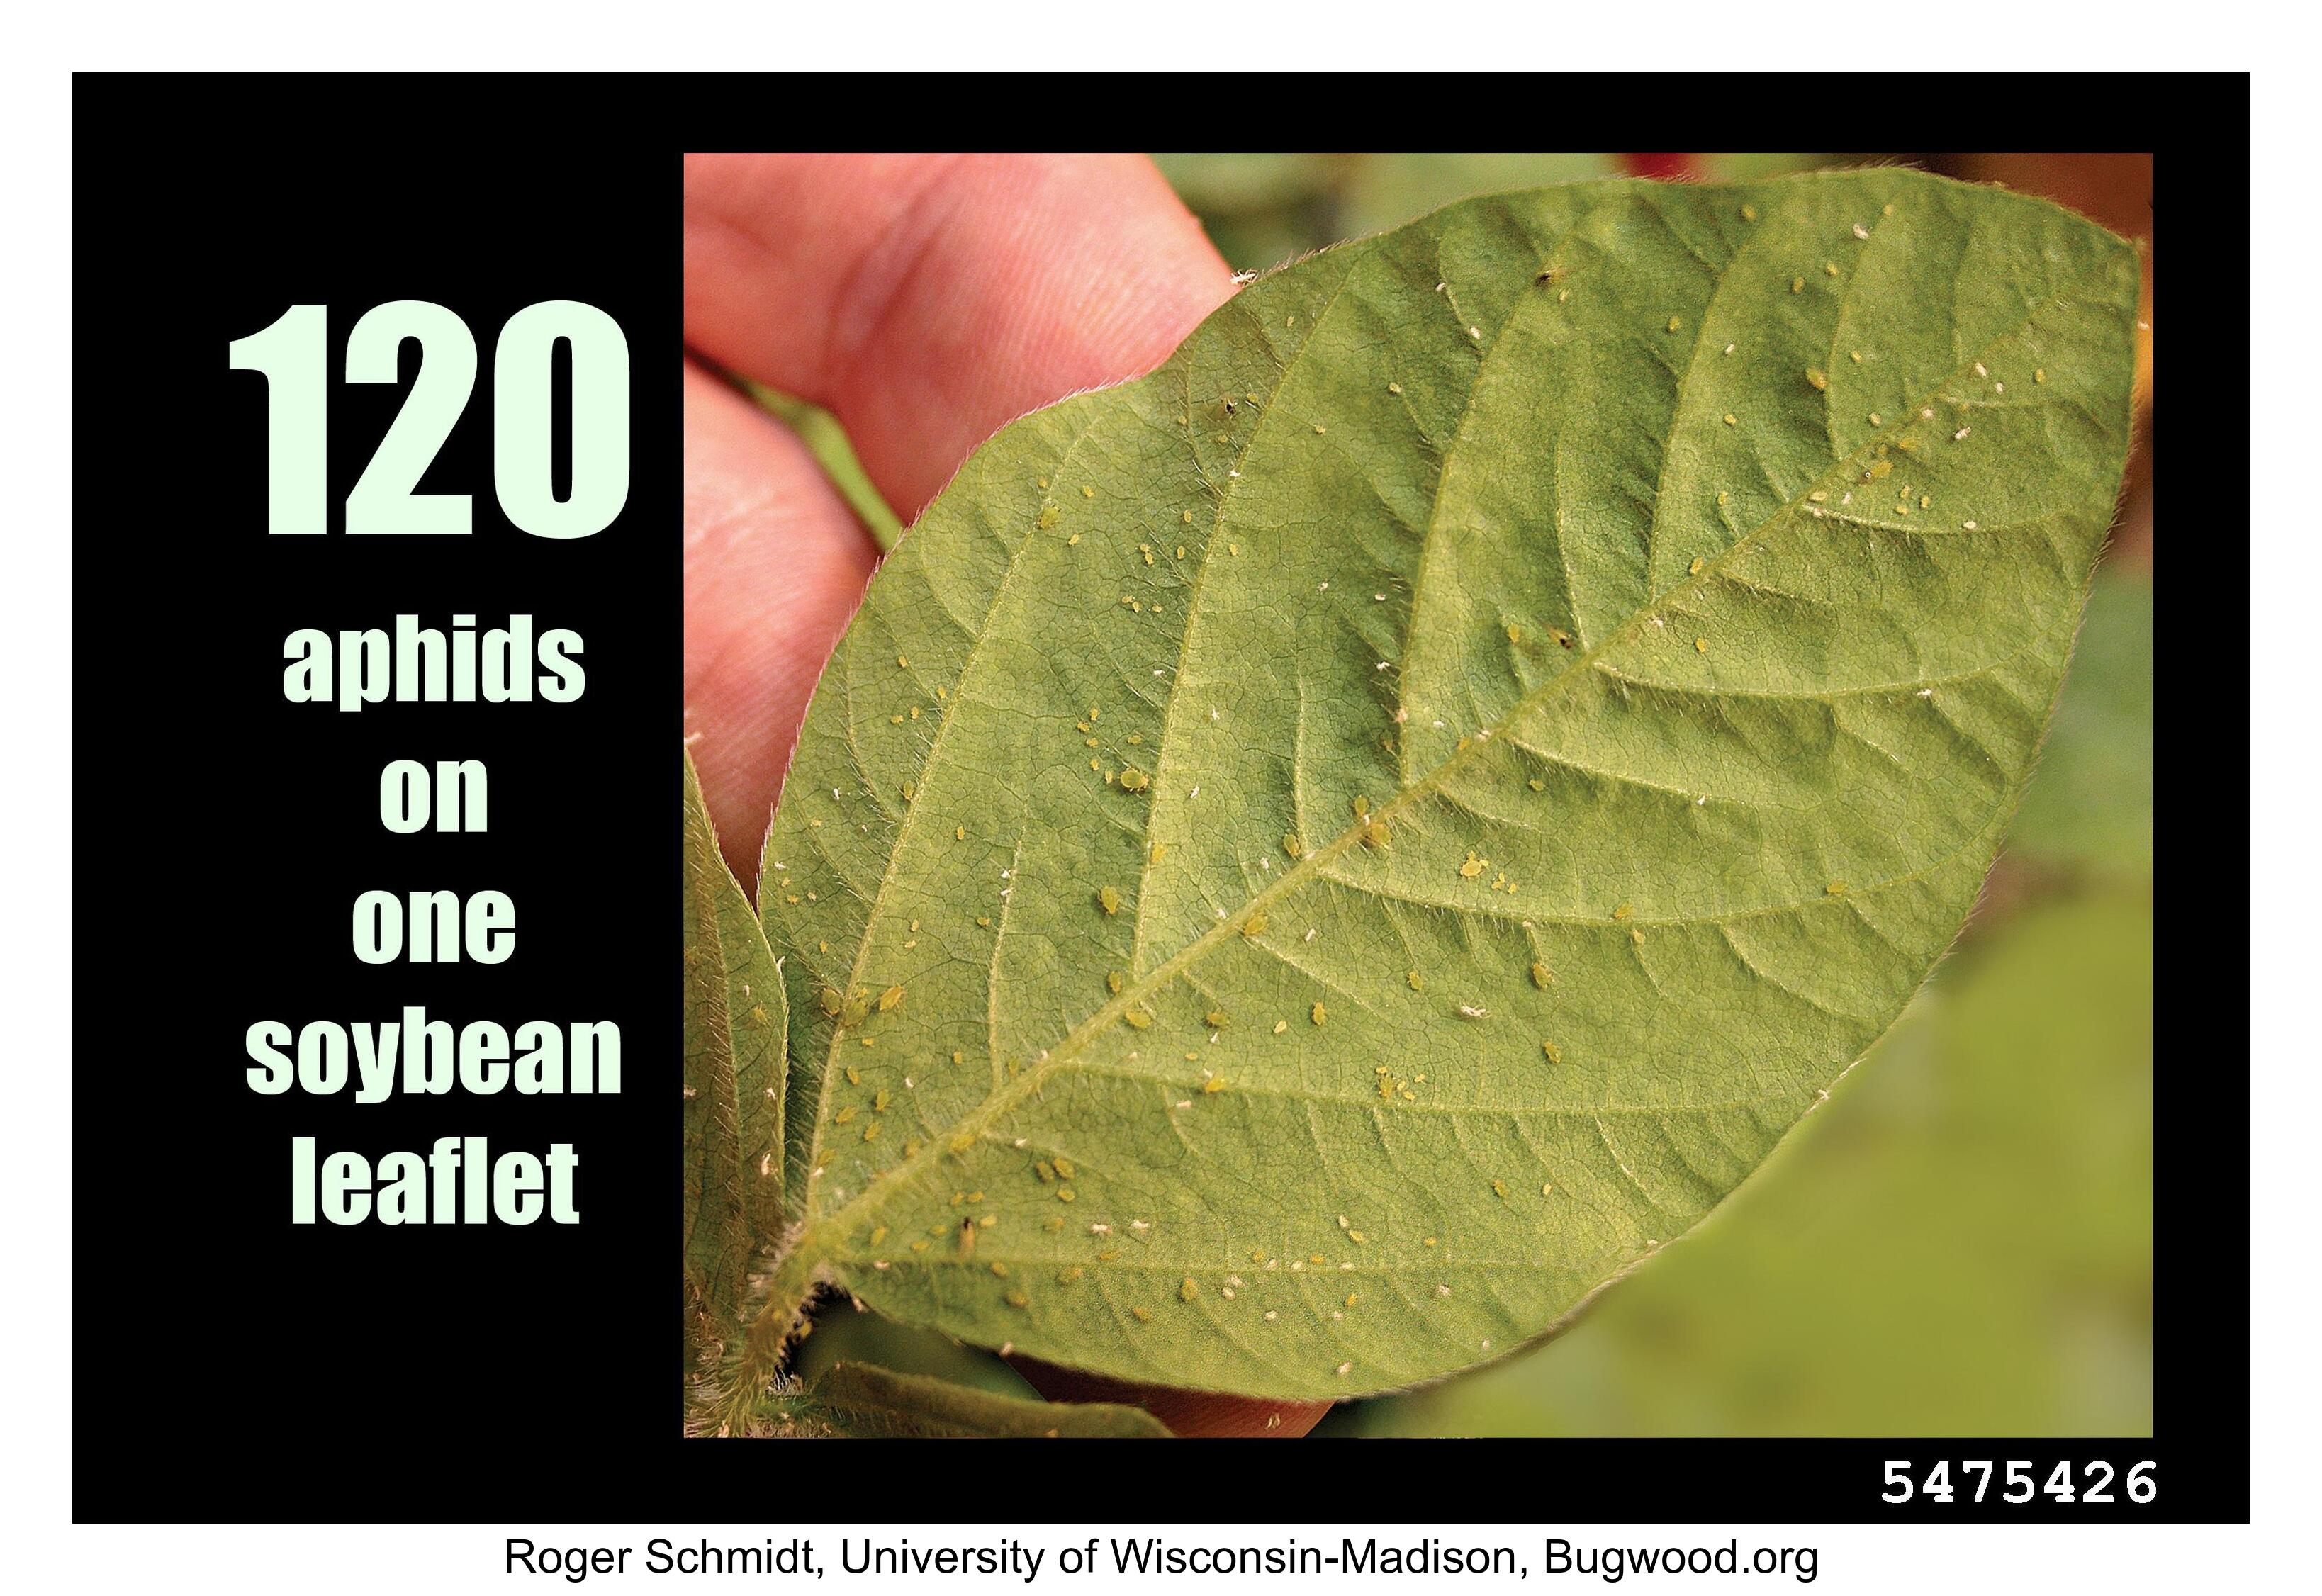 120
aphids
on
one
soybean
leaflet
5475426
Roger Schmidt, University of Wisconsin-Madison, Bugwood.org